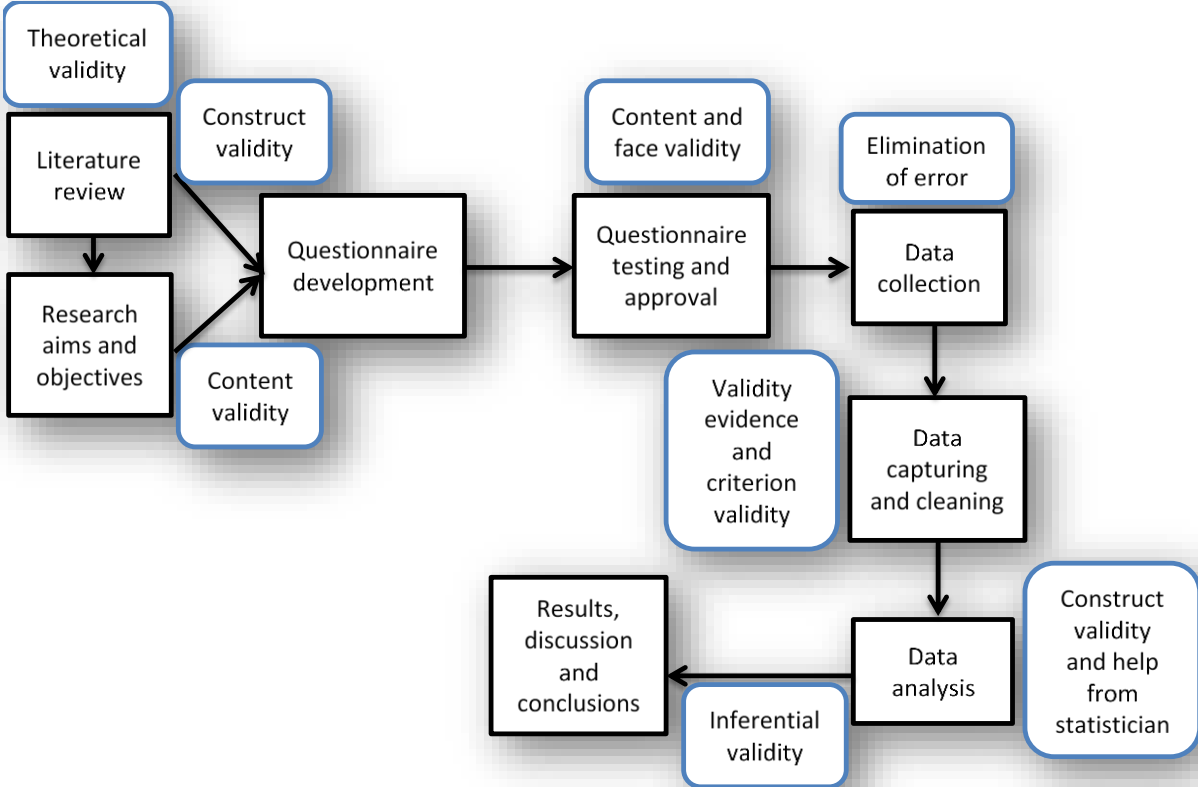 Theoretical
validity
Literature
review
Construct
validity
Research
aims and
objectives
Content
validity
Questionnaire
development
Content and
face validity
Questionnaire
testing and
approval
Elimination
of error
Data
collection
Validity
evidence
and
criterion
validity
Data
capturing
and cleaning
Construct
validity
and help
from
statistician
Data
analysis
Inferential
validity
Results,
discussion
and
conclusions